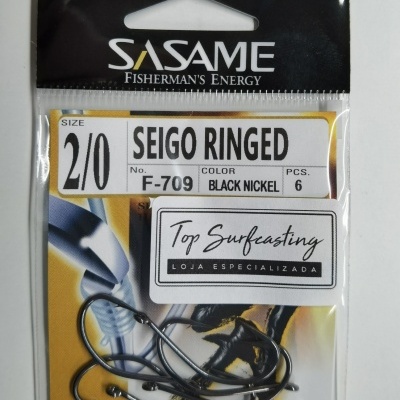 SASAME
FISHERMAN'S ENERGY
SIZE
2/0
SEIGO RINGED
No.
F-709
COLOR
BLACK NICKEL
PCS.
6
Top Surfcasting
LOJA ESPECIALIZADA